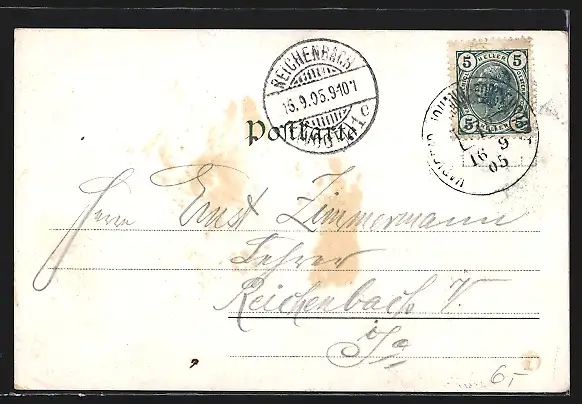 REICHENBACH
16.9.05.9-10V
5 HELLER 5
5 5
16 9
05
Postkarte
Herrn Ernst Zimmermann
Lehrer
Reichenbach V.
i/Sa
6,-